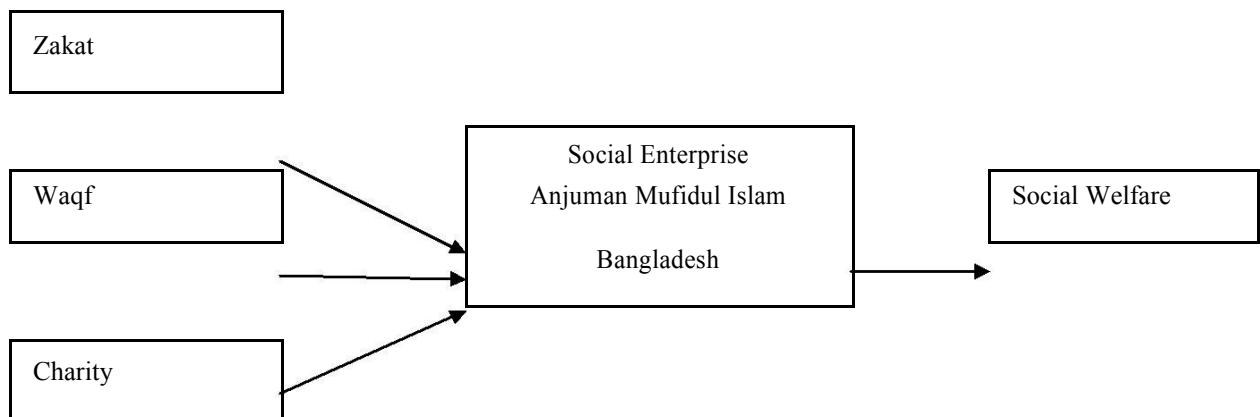 Zakat
Waqf
Charity
Social Enterprise
Anjuman Mufidul Islam
Bangladesh
Social Welfare